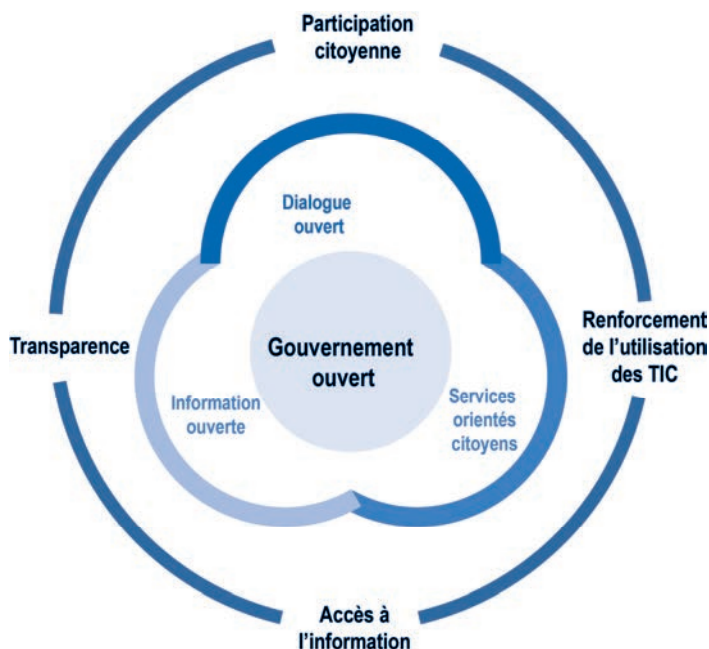 Participation
citoyenne
Dialogue
ouvert
Transparence
Gouvernement
ouvert
Renforcement
de l’utilisation
des TIC
Information
ouverte
Services
orientés
citoyens
Accès à
l’information